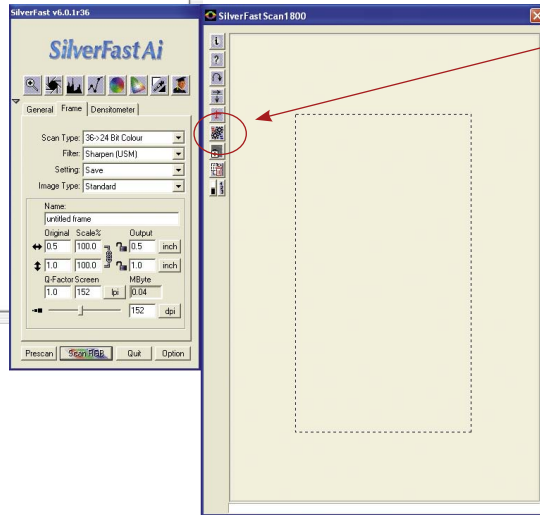 SilverFast v6.0.1r36
SilverFast Ai
General Frame Densitometer
Scan Type: 36->24 Bit Colour
Filter: Sharpen (USM)
Setting: Save
Image Type: Standard
Name:
untitled frame
Original Scale% Output
0.5 100.0 0.5 inch
1.0 100.0 1.0 inch
Q-Factor Screen MByte
1.0 152 lpi 0.04
152 dpi
Prescan Scan RGB Quit Option
SilverFastScan1800